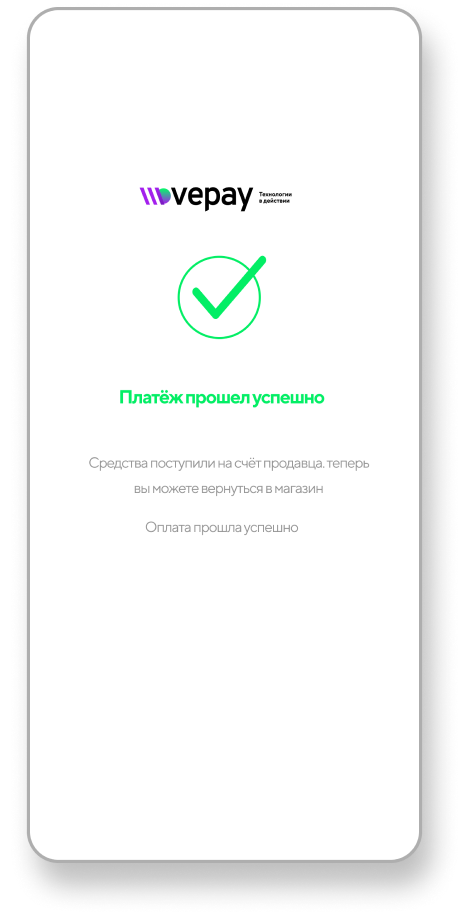 vepay Технологии
в действии
Платёж прошел успешно
Средства поступили на счёт продавца. теперь
вы можете вернуться в магазин
Оплата прошла успешно